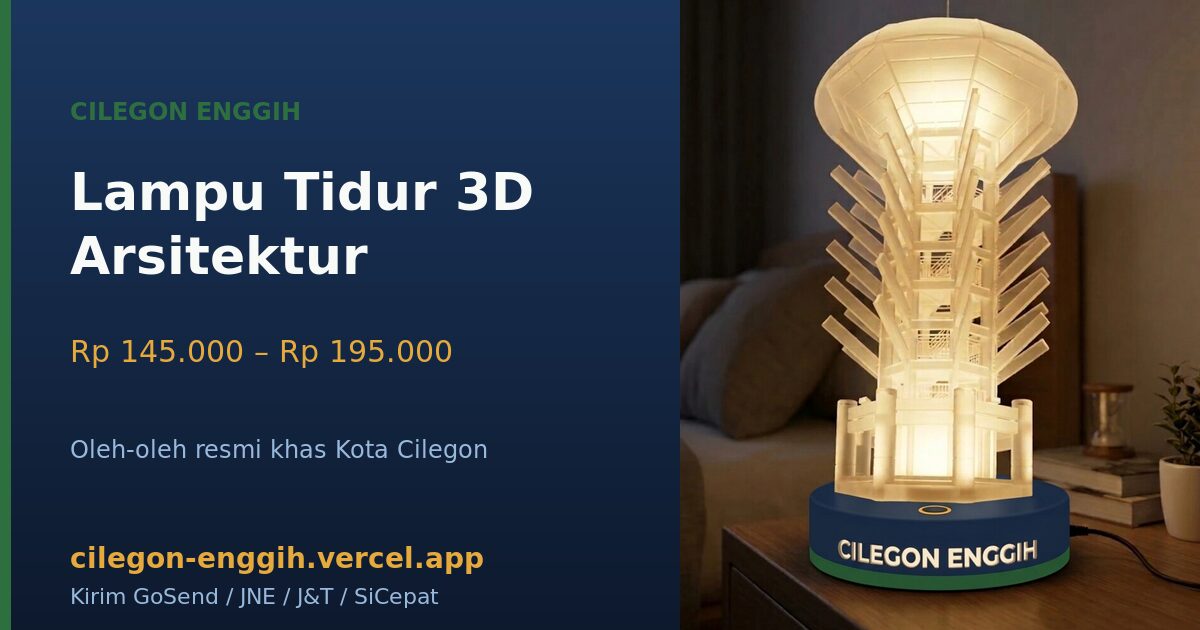 CILEGON ENGGIH
Lampu Tidur 3D
Arsitektur
Rp 145.000 – Rp 195.000
Oleh-oleh resmi khas Kota Cilegon
cilegon-enggih.vercel.app
Kirim GoSend / JNE / J&T / SiCepat
CILEGON ENGGIH